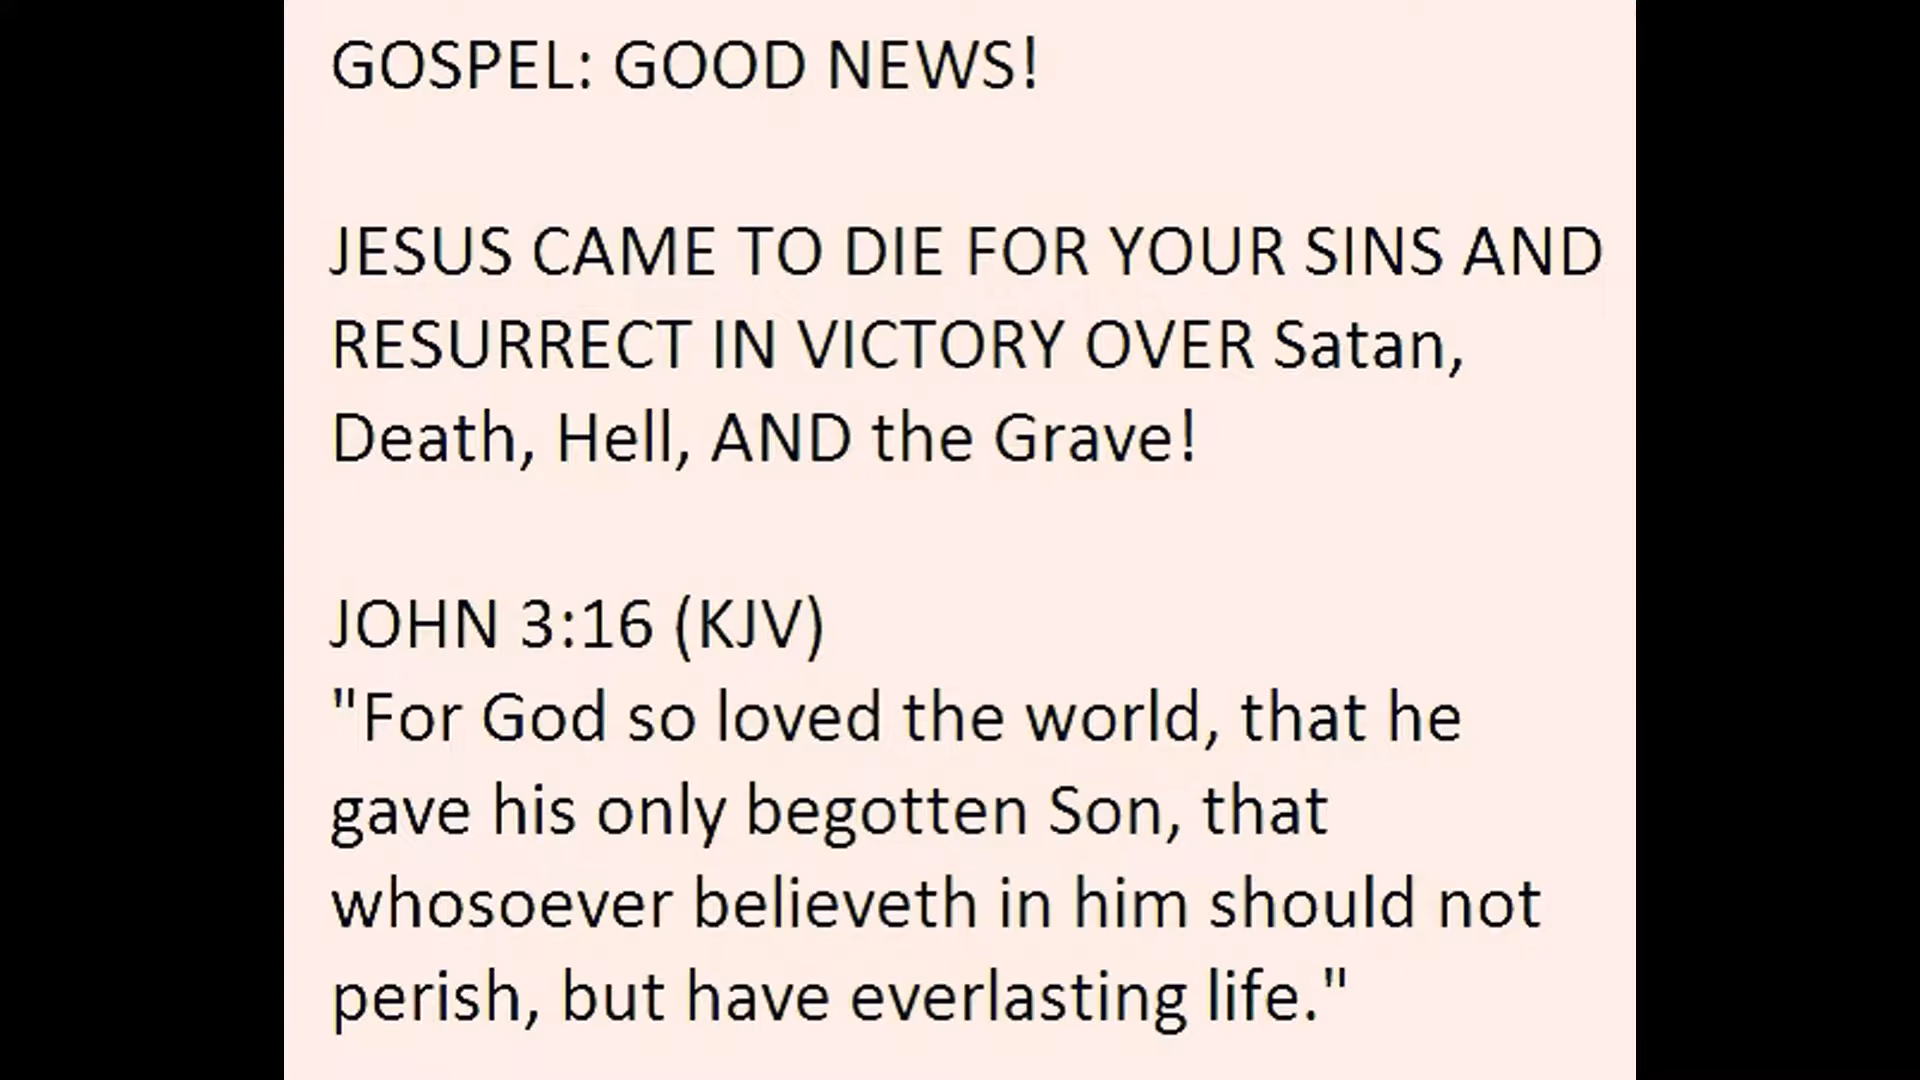 GOSPEL: GOOD NEWS!
JESUS CAME TO DIE FOR YOUR SINS AND
RESURRECT IN VICTORY OVER Satan,
Death, Hell, AND the Grave!
JOHN 3:16 (KJV)
"For God so loved the world, that he
gave his only begotten Son, that
whosoever believeth in him should not
perish, but have everlasting life."